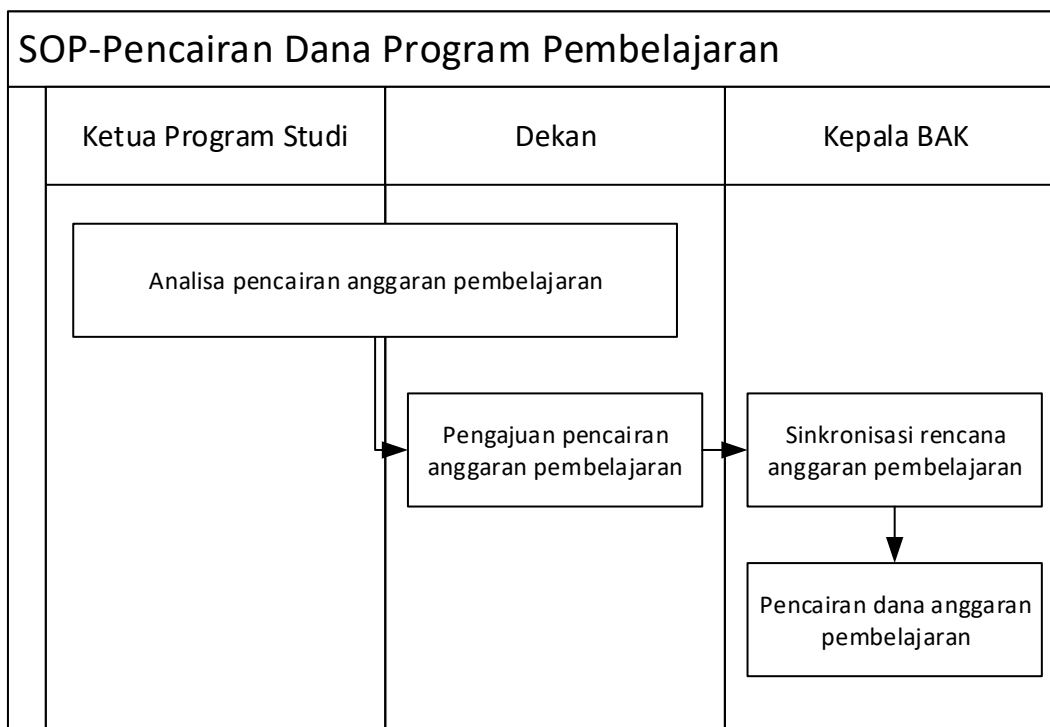 SOP-Pencairan Dana Program Pembelajaran
Ketua Program Studi
Dekan
Kepala BAK
Analisa pencairan anggaran pembelajaran
Pengajuan pencairan
anggaran pembelajaran
Sinkronisasi rencana
anggaran pembelajaran
Pencairan dana anggaran
pembelajaran